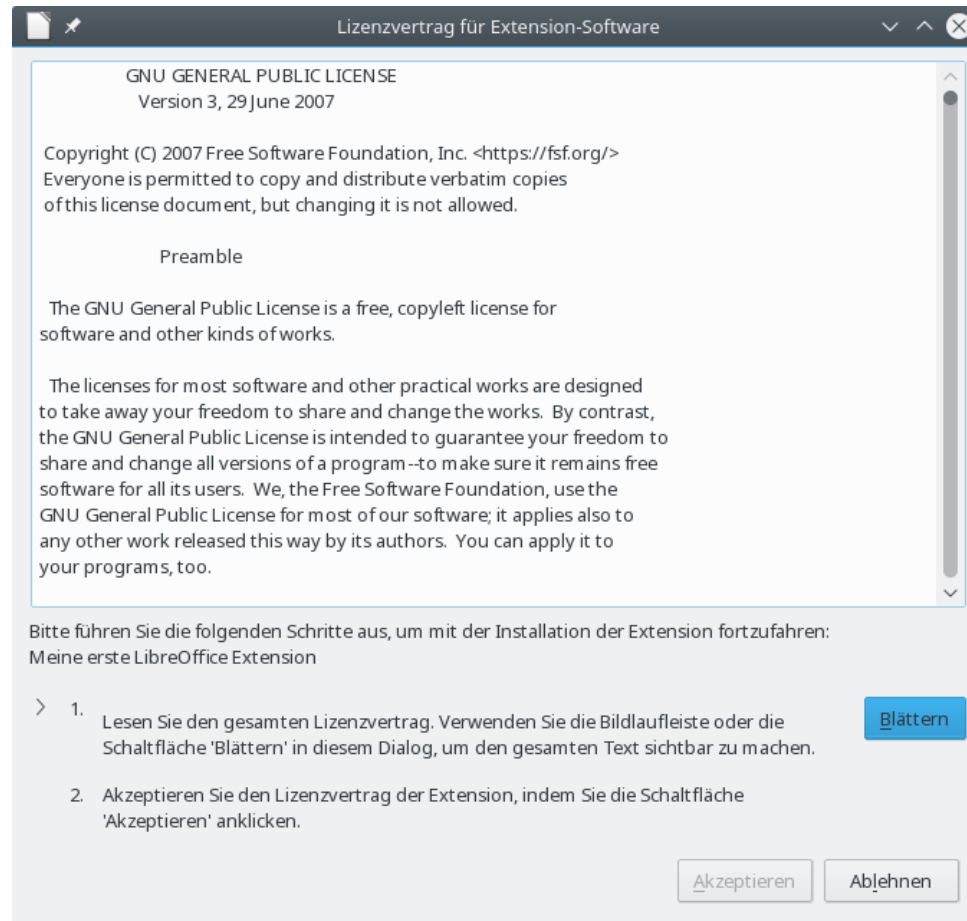 Lizenzvertrag für Extension-Software
GNU GENERAL PUBLIC LICENSE
Version 3, 29 June 2007
Copyright (C) 2007 Free Software Foundation, Inc. <https://fsf.org/>
Everyone is permitted to copy and distribute verbatim copies
of this license document, but changing it is not allowed.
Preamble
The GNU General Public License is a free, copyleft license for
software and other kinds of works.
The licenses for most software and other practical works are designed
to take away your freedom to share and change the works.  By contrast,
the GNU General Public License is intended to guarantee your freedom to
share and change all versions of a program--to make sure it remains free
software for all its users.  We, the Free Software Foundation, use the
GNU General Public License for most of our software; it applies also to
any other work released this way by its authors.  You can apply it to
your programs, too.
Bitte führen Sie die folgenden Schritte aus, um mit der Installation der Extension fortzufahren:
Meine erste LibreOffice Extension
1. Lesen Sie den gesamten Lizenzvertrag. Verwenden Sie die Bildlaufleiste oder die
Schaltfläche 'Blättern' in diesem Dialog, um den gesamten Text sichtbar zu machen.
Blättern
2. Akzeptieren Sie den Lizenzvertrag der Extension, indem Sie die Schaltfläche
'Akzeptieren' anklicken.
Akzeptieren
Ablehnen